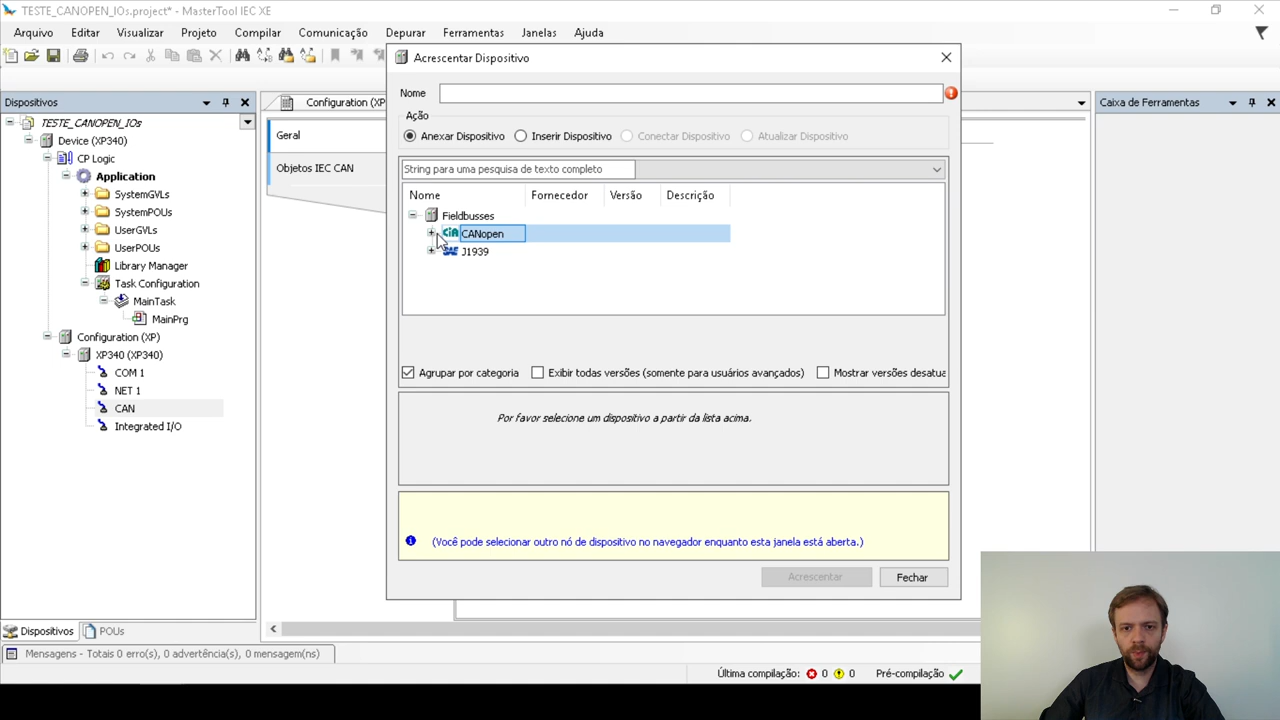 TESTE_CANOPEN_IOs.project* - MasterTool IEC XE
Arquivo Editar Visualizar Projeto Compilar Comunicação Depurar Ferramentas Janelas Ajuda
Dispositivos
TESTE_CANOPEN_IOs
Device (XP340)
CP Logic
Application
SystemGVLs
SystemPOUs
UserGVLs
UserPOUs
Library Manager
Task Configuration
MainTask
MainPrg
Configuration (XP)
XP340 (XP340)
COM 1
NET 1
CAN
Integrated I/O
Dispositivos POUs
Configuration (XP
Geral
Objetos IEC CAN
Acrescentar Dispositivo
Nome
Ação
Anexar Dispositivo Inserir Dispositivo Conectar Dispositivo Atualizar Dispositivo
String para uma pesquisa de texto completo
Nome Fornecedor Versão Descrição
Fieldbusses
CiA CANopen
SAE J1939
Agrupar por categoria Exibir todas versões (somente para usuários avançados) Mostrar versões desatua
Por favor selecione um dispositivo a partir da lista acima.
(Você pode selecionar outro nó de dispositivo no navegador enquanto esta janela está aberta.)
Acrescentar Fechar
Caixa de Ferramentas
Mensagens - Totais 0 erro(s), 0 advertência(s), 0 mensagem(ns)
Última compilação: 0 0 Pré-compilação